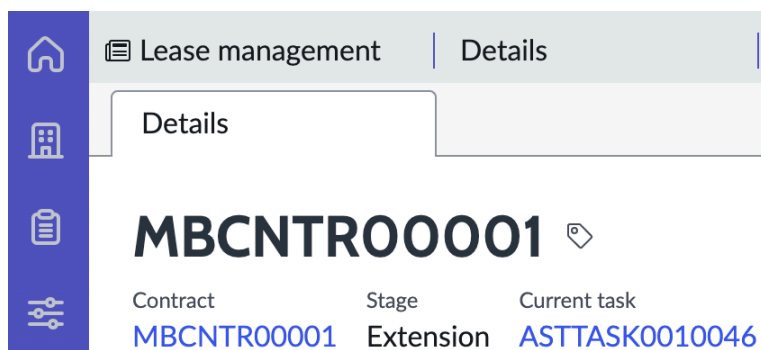 Lease management Details
Details
MBCNTR00001
Contract Stage Current task
MBCNTR00001 Extension ASTTASK0010046